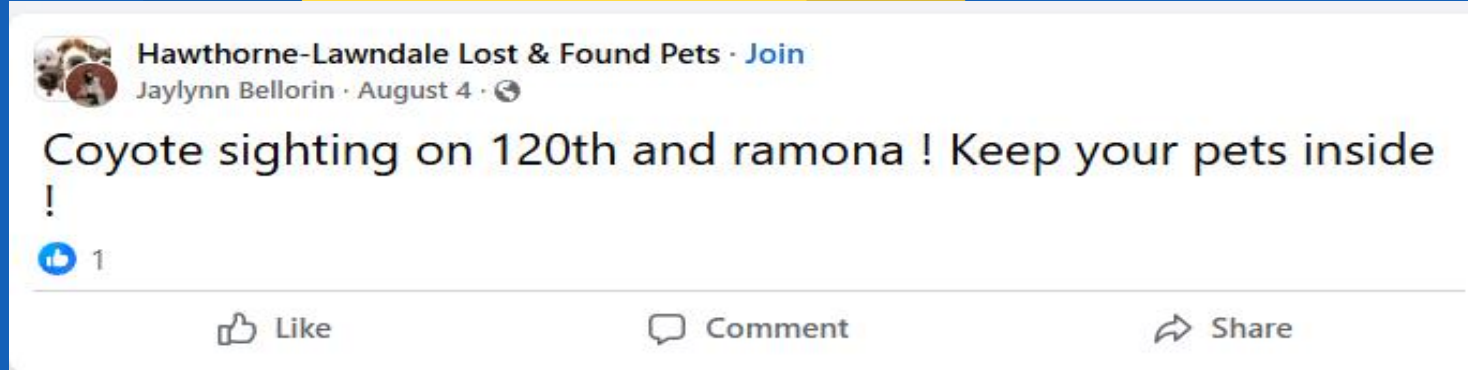 Hawthorne-Lawndale Lost & Found Pets · Join
Jaylynn Bellorin · August 4 ·
Coyote sighting on 120th and ramona ! Keep your pets inside
!
1
Like Comment Share